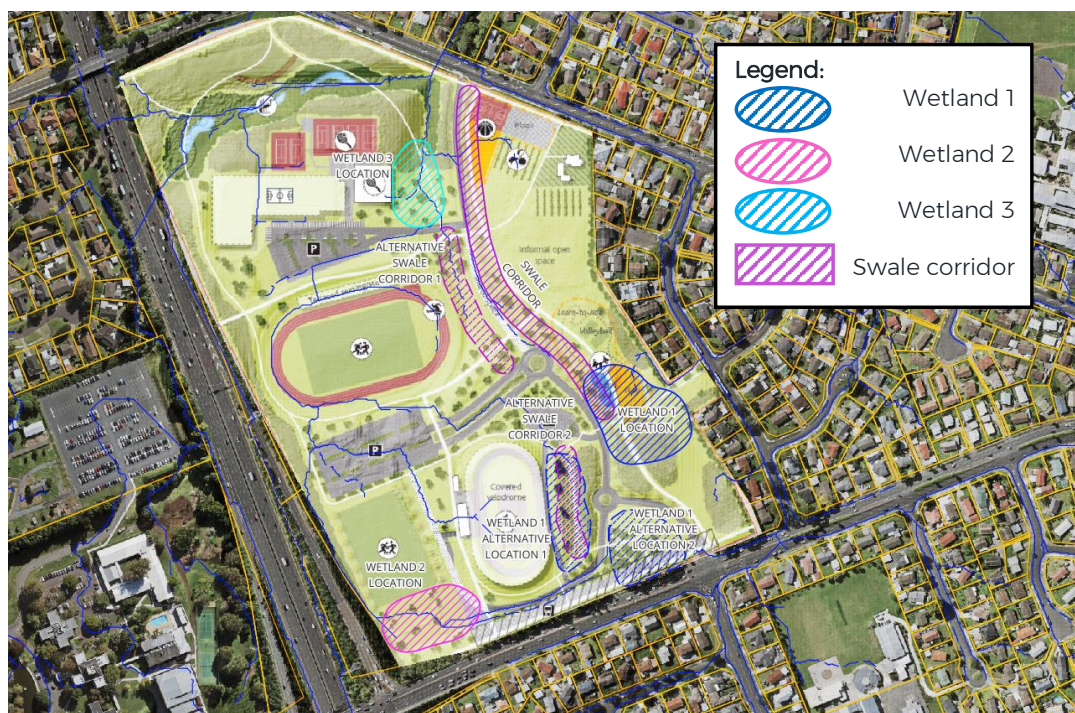 Legend:
Wetland 1
Wetland 2
Wetland 3
Swale corridor
Plaza
WETLAND 3
LOCATION
P
ALTERNATIVE
SWALE
CORRIDOR 1
SWALE
CORRIDOR
Informal open
space
Learn-to-ride
Volleyball
WETLAND 1
LOCATION
ALTERNATIVE
SWALE
CORRIDOR 2
P
Covered
velodrome
WETLAND 1
ALTERNATIVE
LOCATION 1
WETLAND 1
ALTERNATIVE
LOCATION 2
WETLAND 2
LOCATION